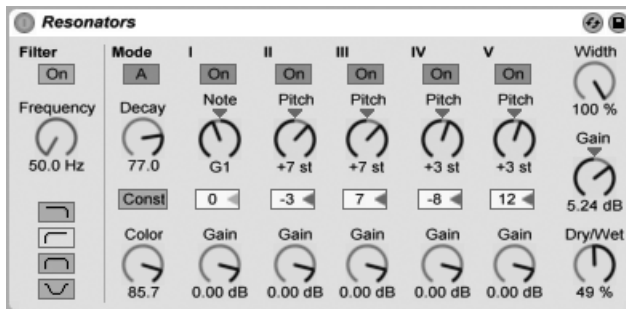 Resonators
Filter Mode I II III IV V Width
On A On On On On On
Frequency Decay Note Pitch Pitch Pitch Pitch 100 %
50.0 Hz 77.0 G1 +7 st +7 st +3 st +3 st Gain
Const 0 -3 7 -8 12 5.24 dB
Color Gain Gain Gain Gain Gain Dry/Wet
85.7 0.00 dB 0.00 dB 0.00 dB 0.00 dB 0.00 dB 49 %